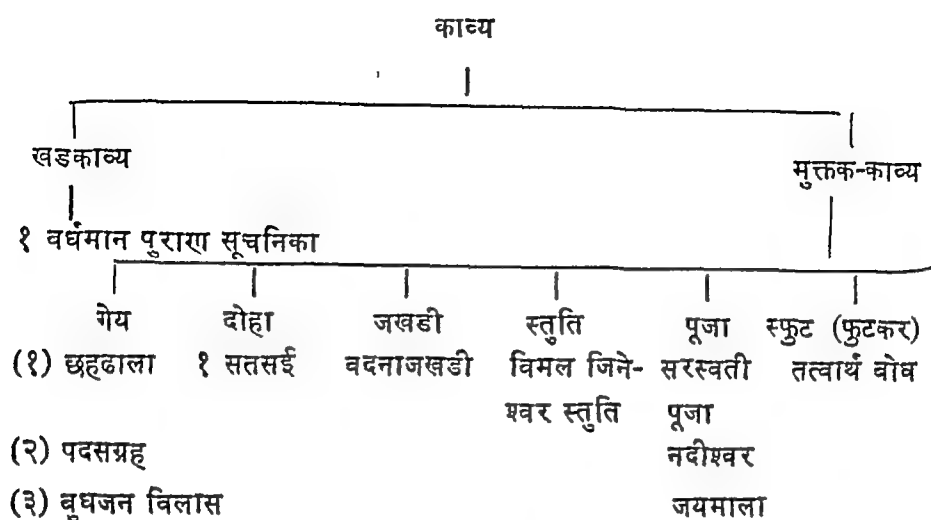 काव्य
खडकाव्य मुक्तक-काव्य
१ वर्धमान पुराण सूचनिका
गेय दोहा जखडी स्तुति पूजा स्फुट (फुटकर)
(१) छहढाला १ सतसई वदनाजखडी विमल जिने- सरस्वती तत्वार्थ बोध
श्वर स्तुति पूजा
(२) पदसग्रह नदीश्वर
(३) बुधजन विलास जयमाला